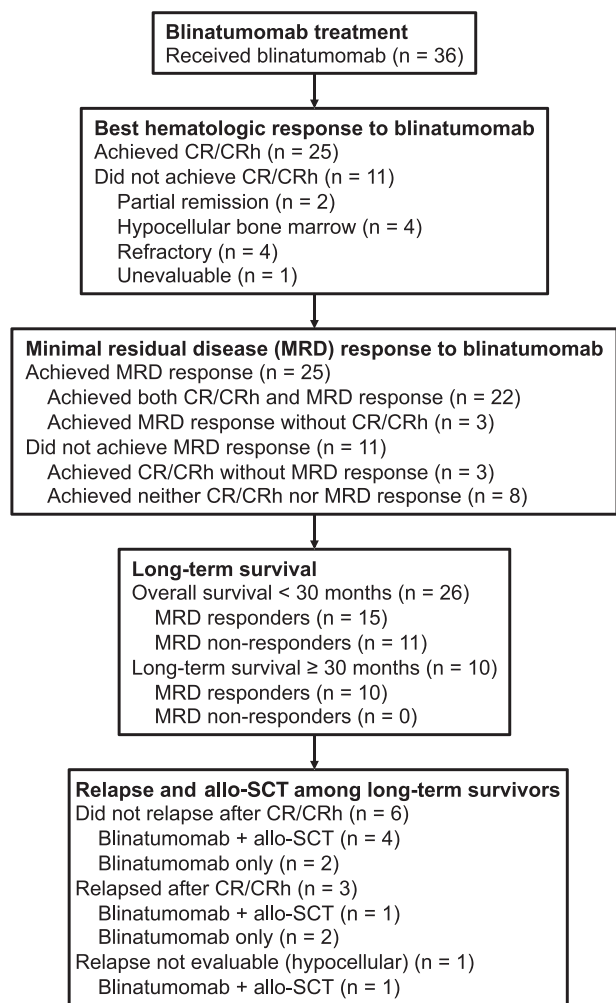 Blinatumomab treatment
Received blinatumomab (n = 36)
Best hematologic response to blinatumomab
Achieved CR/CRh (n = 25)
Did not achieve CR/CRh (n = 11)
Partial remission (n = 2)
Hypocellular bone marrow (n = 4)
Refractory (n = 4)
Unevaluable (n = 1)
Minimal residual disease (MRD) response to blinatumomab
Achieved MRD response (n = 25)
Achieved both CR/CRh and MRD response (n = 22)
Achieved MRD response without CR/CRh (n = 3)
Did not achieve MRD response (n = 11)
Achieved CR/CRh without MRD response (n = 3)
Achieved neither CR/CRh nor MRD response (n = 8)
Long-term survival
Overall survival < 30 months (n = 26)
MRD responders (n = 15)
MRD non-responders (n = 11)
Long-term survival ≥ 30 months (n = 10)
MRD responders (n = 10)
MRD non-responders (n = 0)
Relapse and allo-SCT among long-term survivors
Did not relapse after CR/CRh (n = 6)
Blinatumomab + allo-SCT (n = 4)
Blinatumomab only (n = 2)
Relapsed after CR/CRh (n = 3)
Blinatumomab + allo-SCT (n = 1)
Blinatumomab only (n = 2)
Relapse not evaluable (hypocellular) (n = 1)
Blinatumomab + allo-SCT (n = 1)